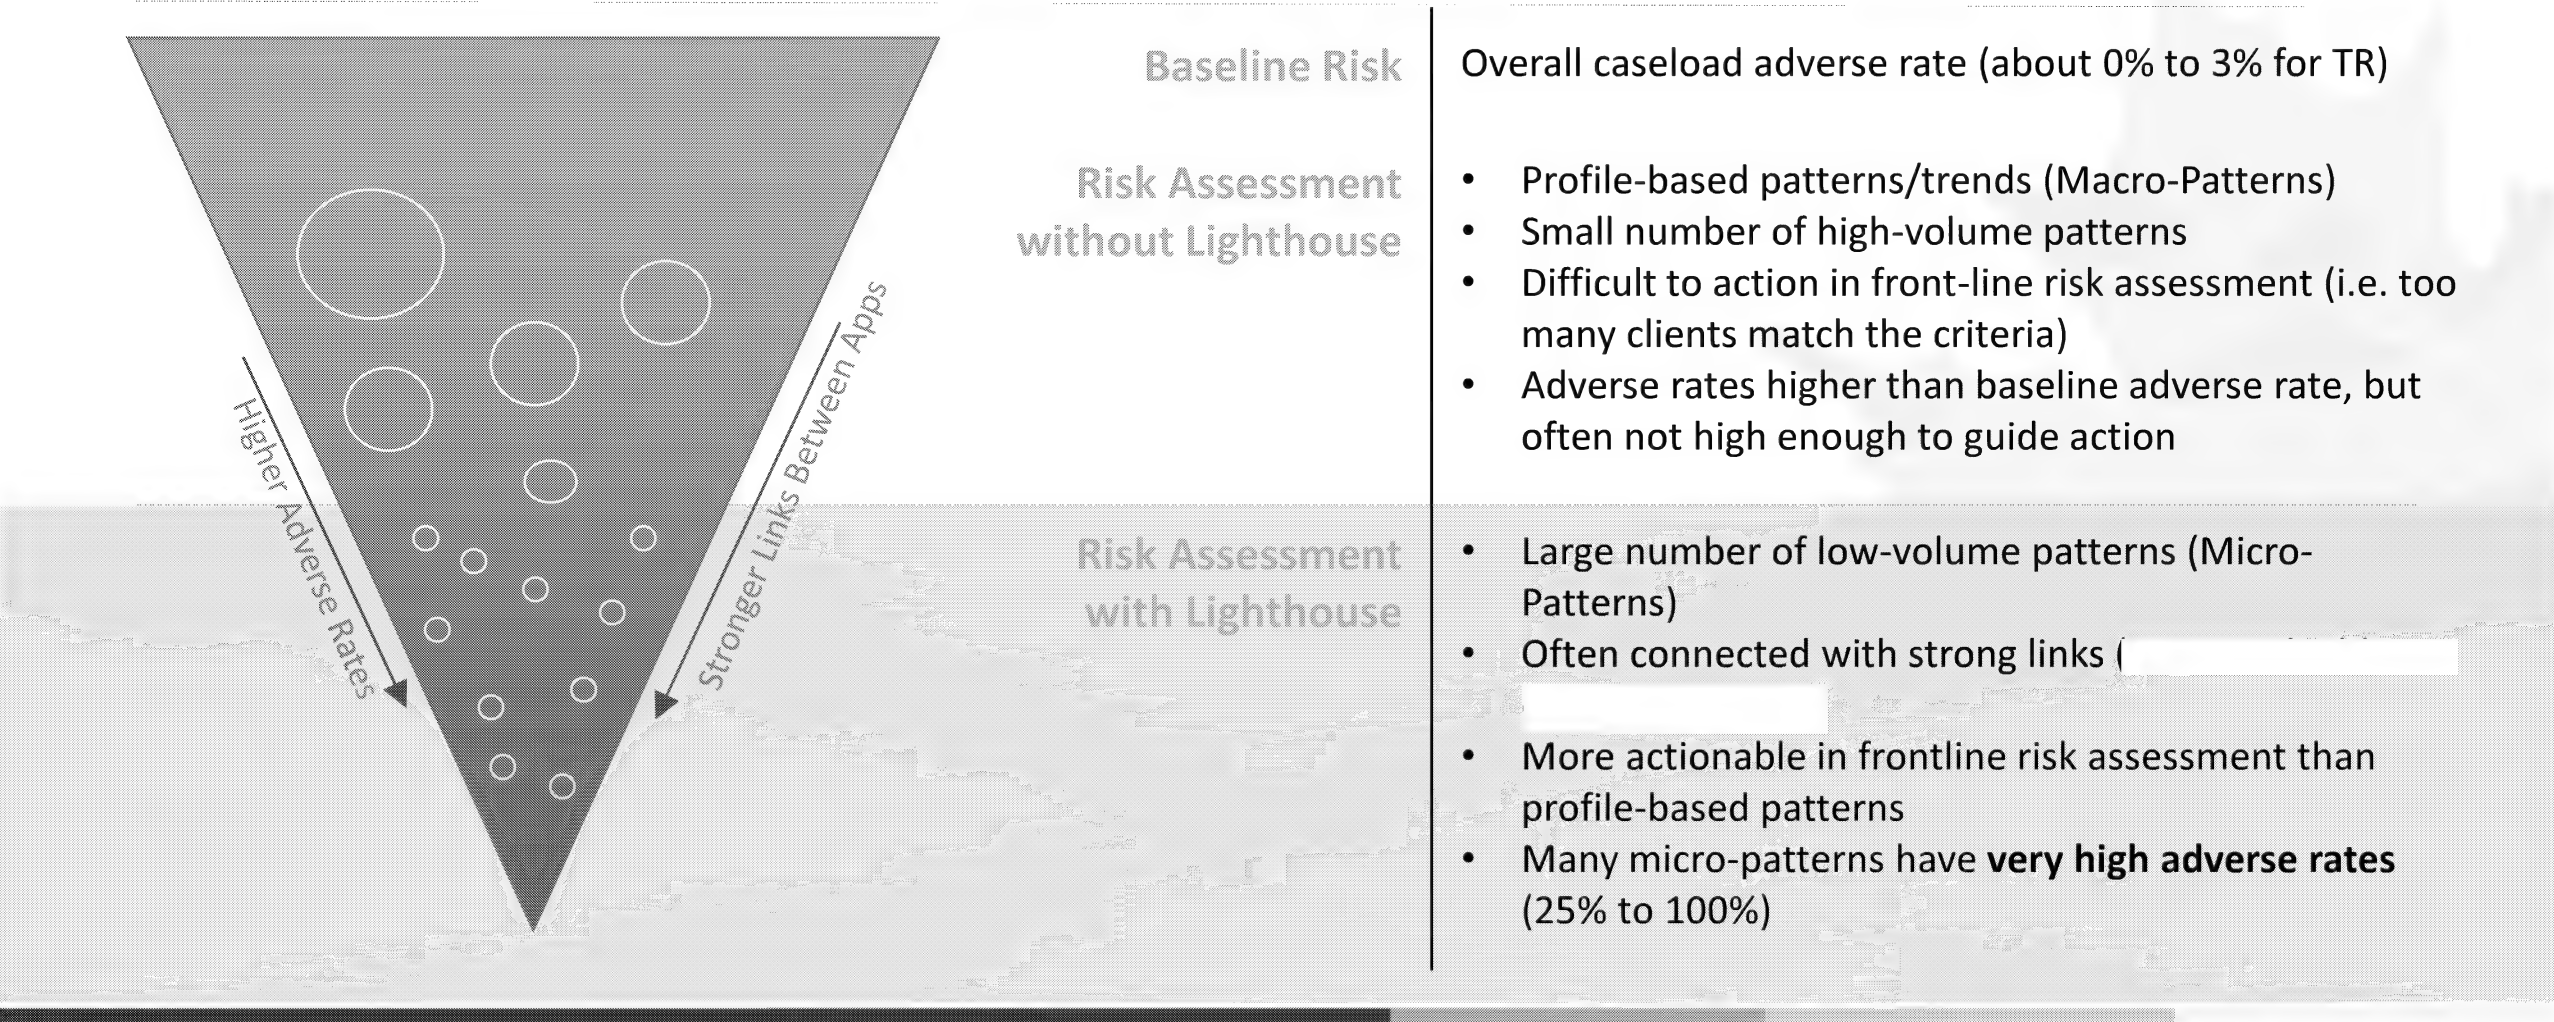 Baseline Risk
Overall caseload adverse rate (about 0% to 3% for TR)
Risk Assessment
without Lighthouse
• Profile-based patterns/trends (Macro-Patterns)
• Small number of high-volume patterns
• Difficult to action in front-line risk assessment (i.e. too
many clients match the criteria)
• Adverse rates higher than baseline adverse rate, but
often not high enough to guide action
Higher Adverse Rates
Stronger Links Between Apps
Risk Assessment
with Lighthouse
• Large number of low-volume patterns (Micro-
Patterns)
• Often connected with strong links (
• More actionable in frontline risk assessment than
profile-based patterns
• Many micro-patterns have very high adverse rates
(25% to 100%)